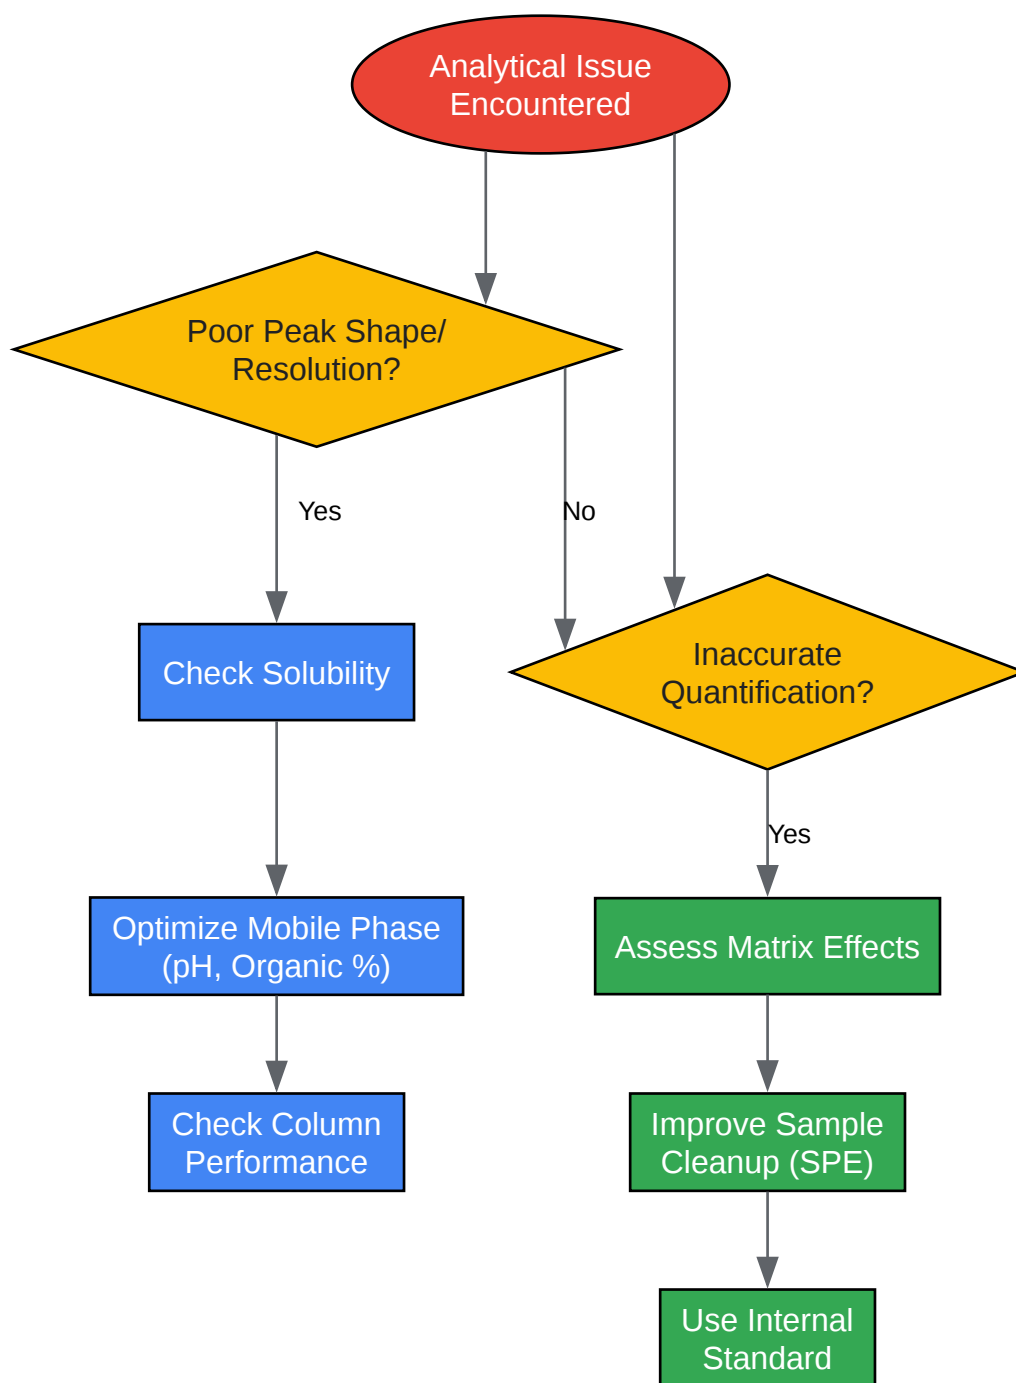 Analytical Issue
Encountered
Poor Peak Shape/
Resolution?
Yes
No
Check Solubility
Inaccurate
Quantification?
Yes
Optimize Mobile Phase
(pH, Organic %)
Assess Matrix Effects
Check Column
Performance
Improve Sample
Cleanup (SPE)
Use Internal
Standard